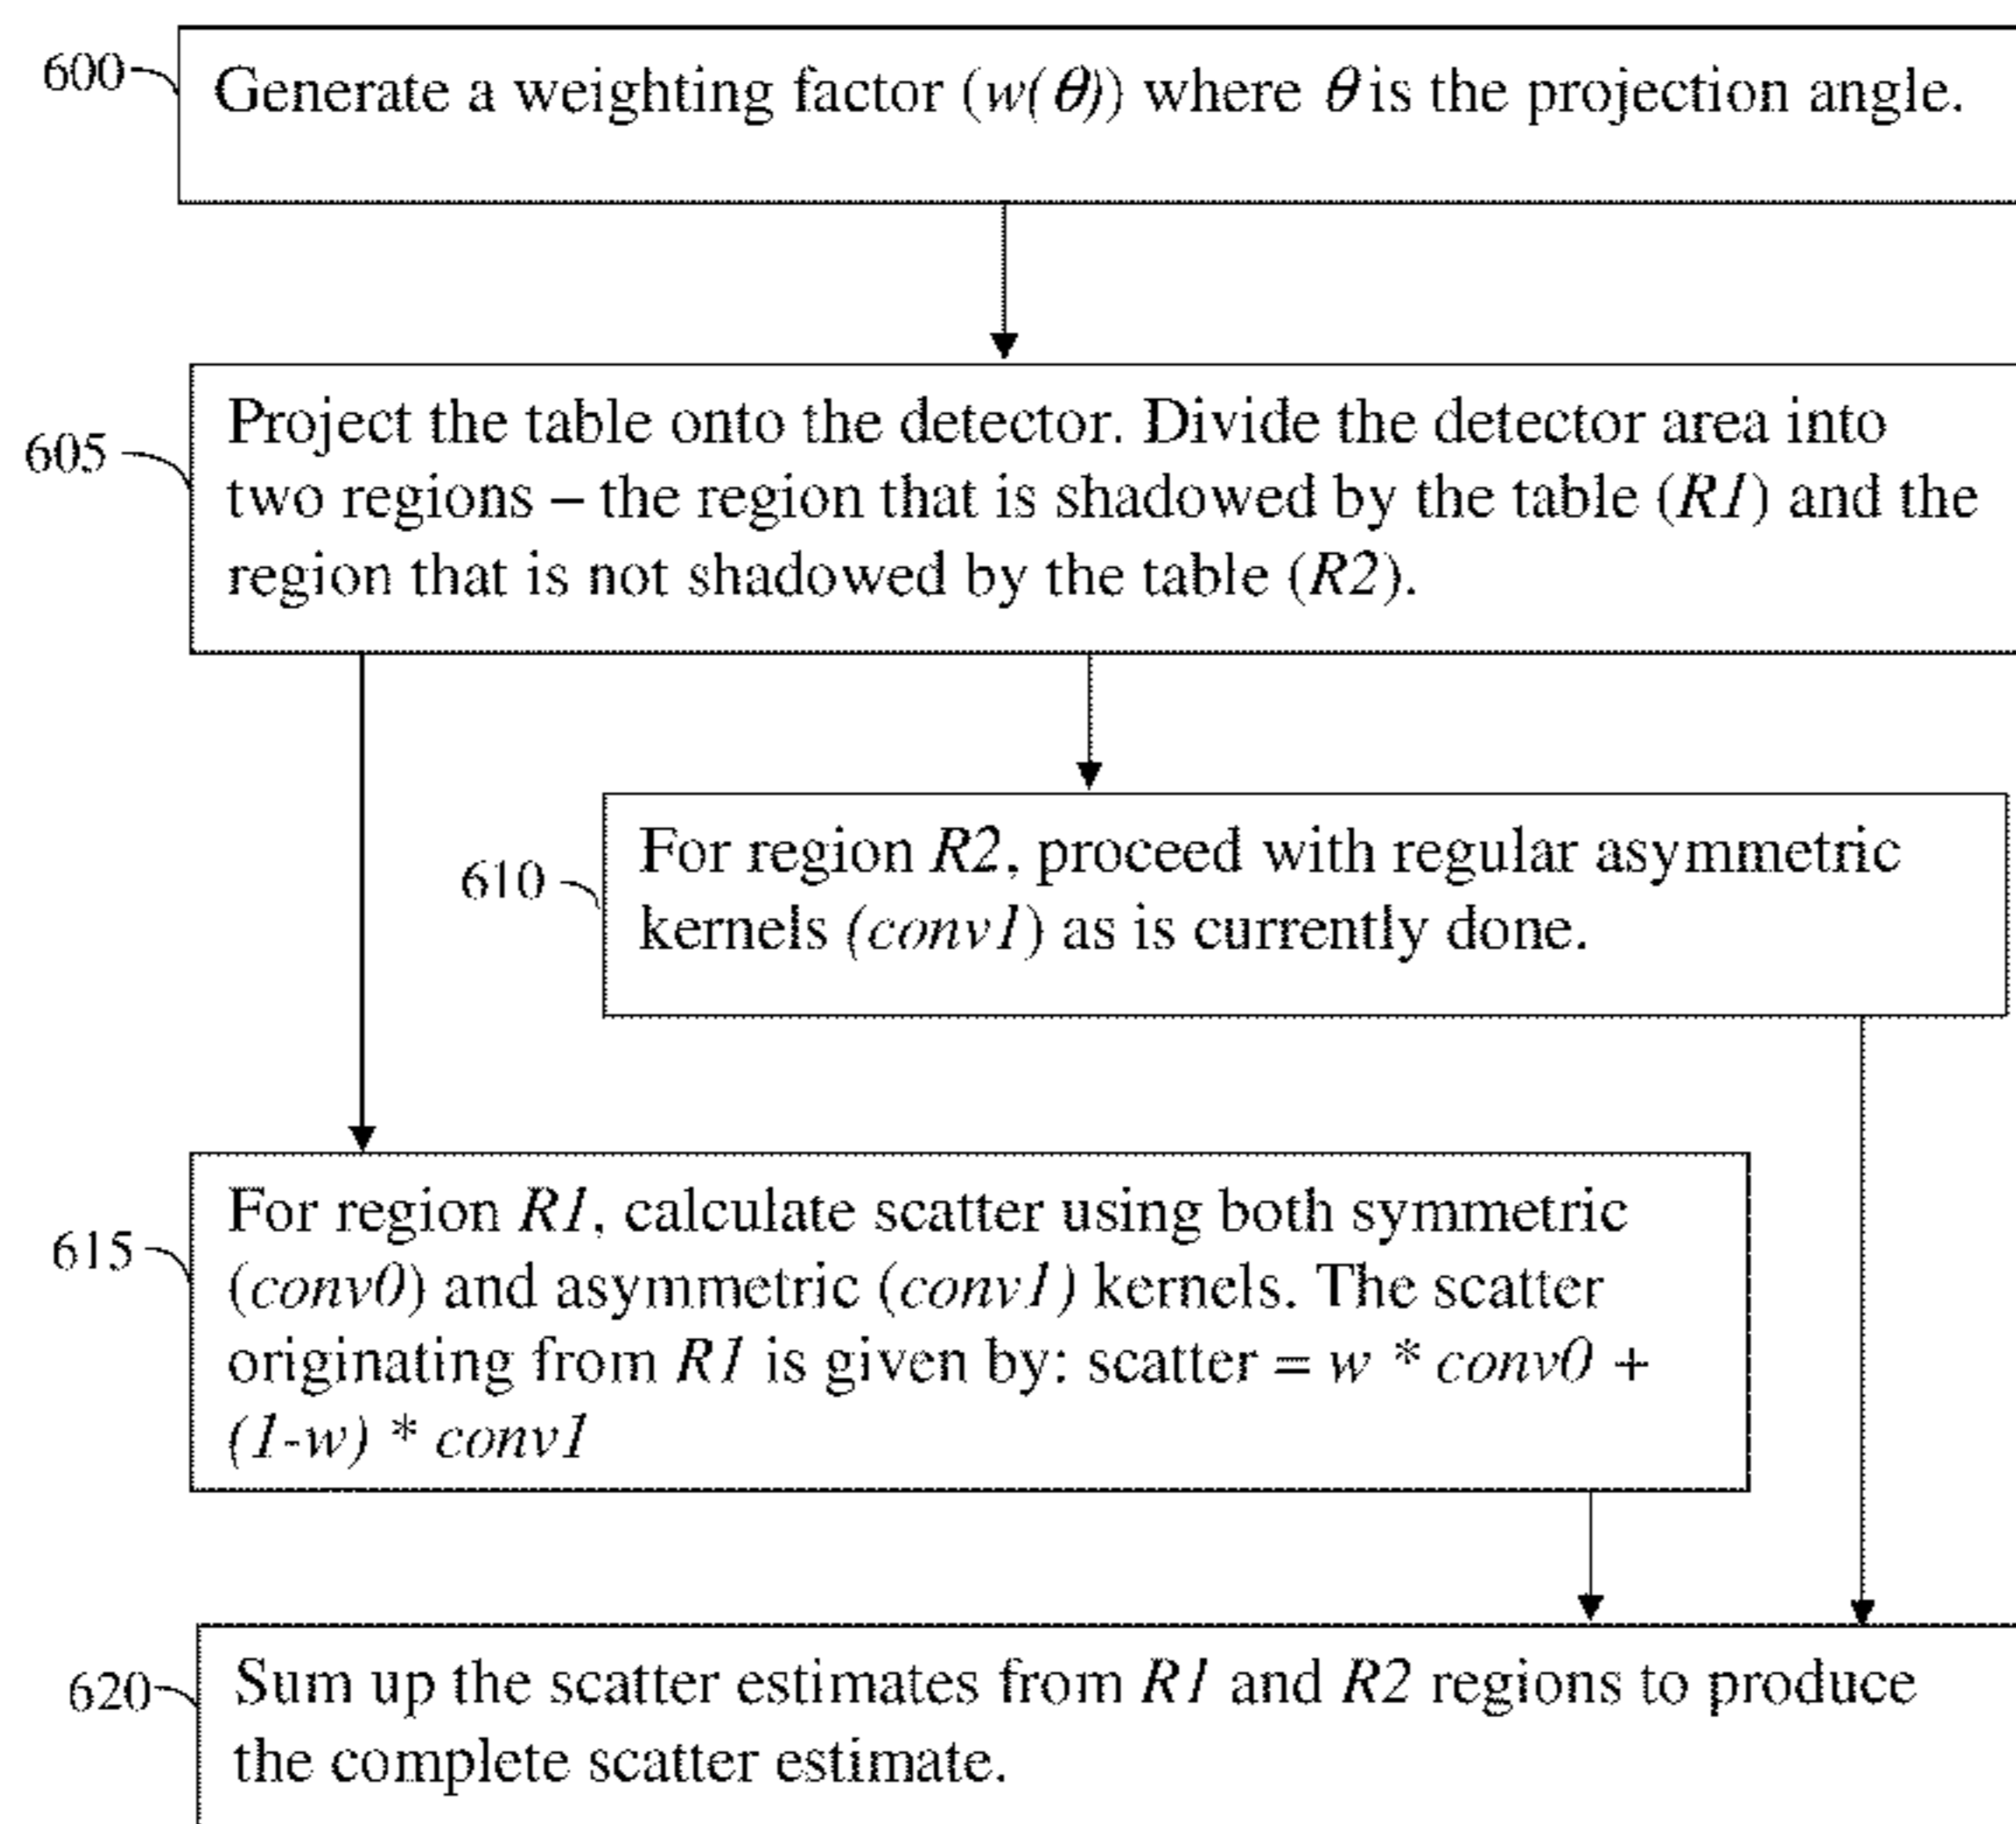 600
Generate a weighting factor (w(θ)) where θ is the projection angle.
605
Project the table onto the detector. Divide the detector area into
two regions – the region that is shadowed by the table (R1) and the
region that is not shadowed by the table (R2).
610
For region R2, proceed with regular asymmetric
kernels (conv1) as is currently done.
615
For region R1, calculate scatter using both symmetric
(conv0) and asymmetric (conv1) kernels. The scatter
originating from R1 is given by: scatter = w * conv0 +
(1-w) * conv1
620
Sum up the scatter estimates from R1 and R2 regions to produce
the complete scatter estimate.